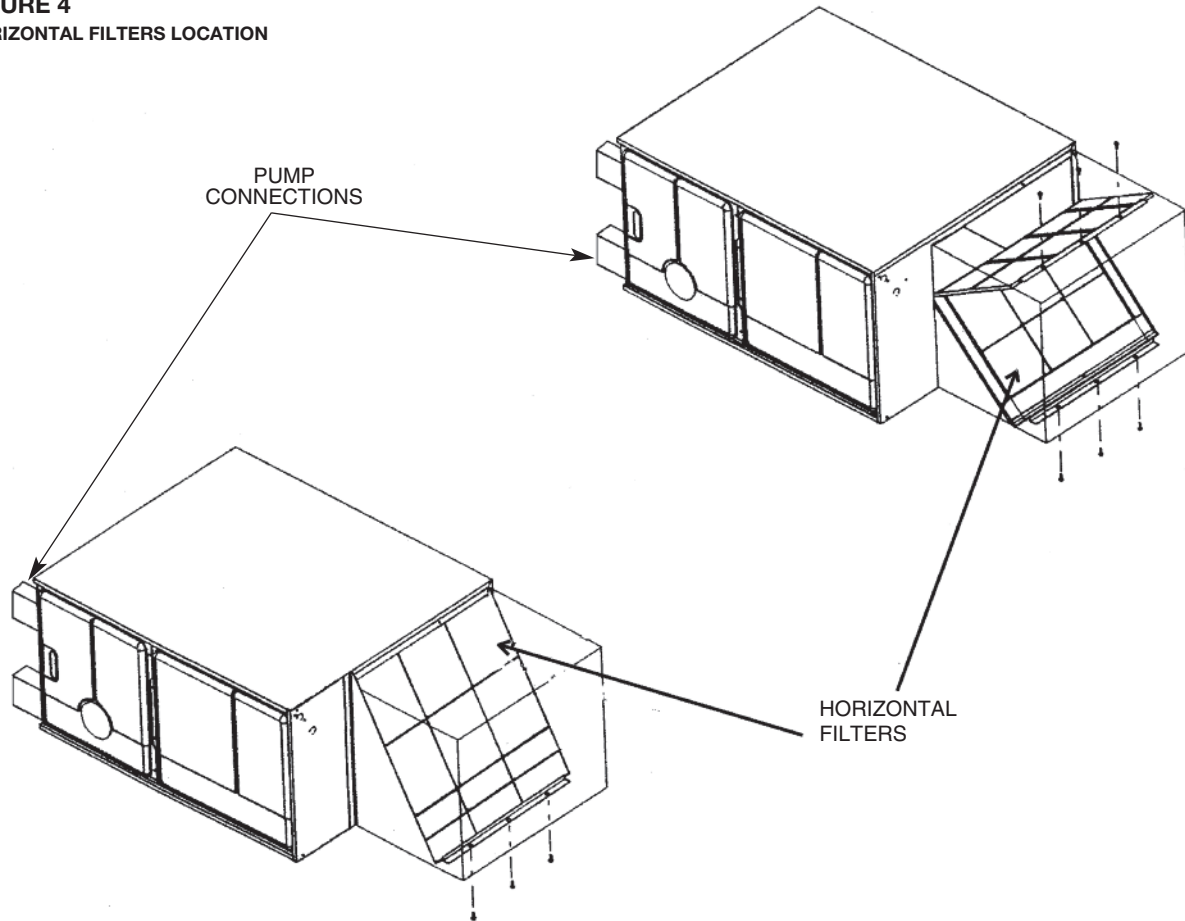 URE 4
RIZONTAL FILTERS LOCATION
PUMP
CONNECTIONS
HORIZONTAL
FILTERS